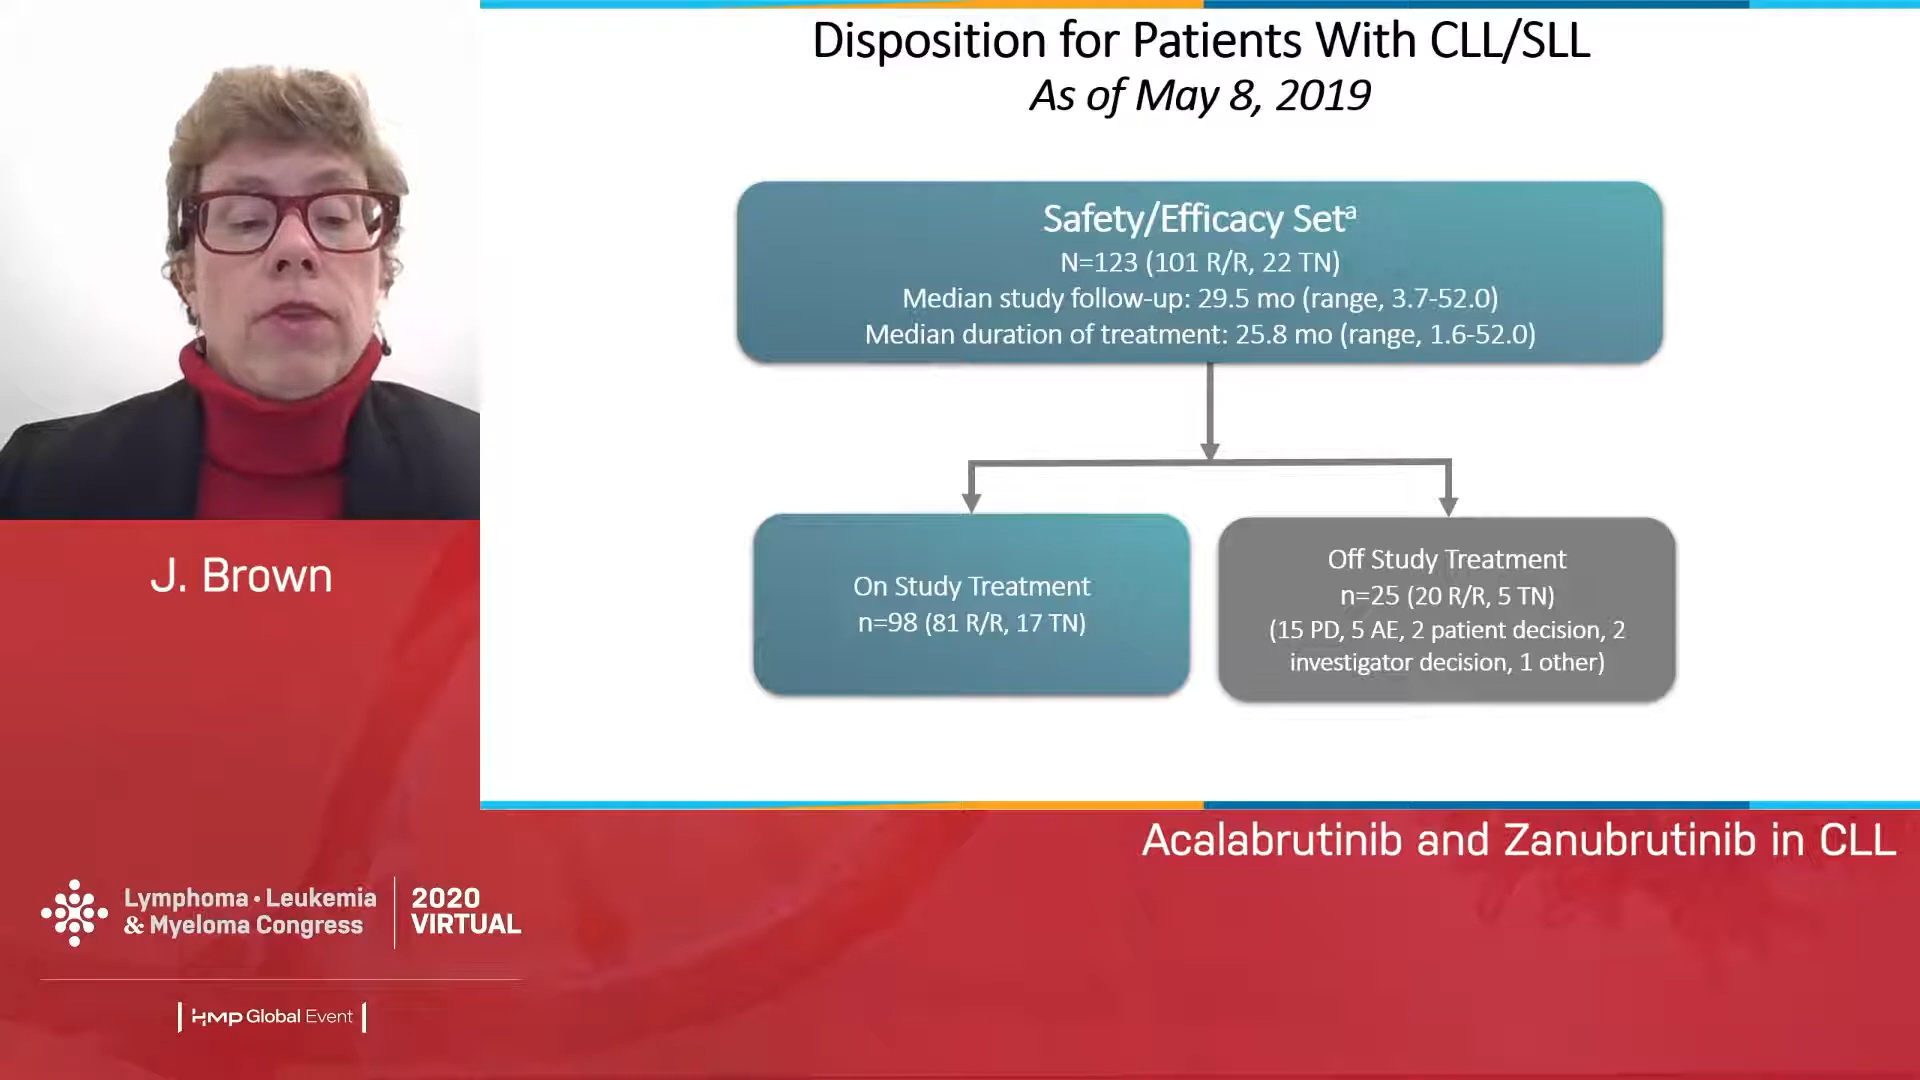 Disposition for Patients With CLL/SLL
As of May 8, 2019
Safety/Efficacy Setª
N=123 (101 R/R, 22 TN)
Median study follow-up: 29.5 mo (range, 3.7-52.0)
Median duration of treatment: 25.8 mo (range, 1.6-52.0)
On Study Treatment
n=98 (81 R/R, 17 TN)
Off Study Treatment
n=25 (20 R/R, 5 TN)
(15 PD, 5 AE, 2 patient decision, 2
investigator decision, 1 other)
J. Brown
Acalabrutinib and Zanubrutinib in CLL
Lymphoma • Leukemia
& Myeloma Congress
2020
VIRTUAL
HMP Global Event